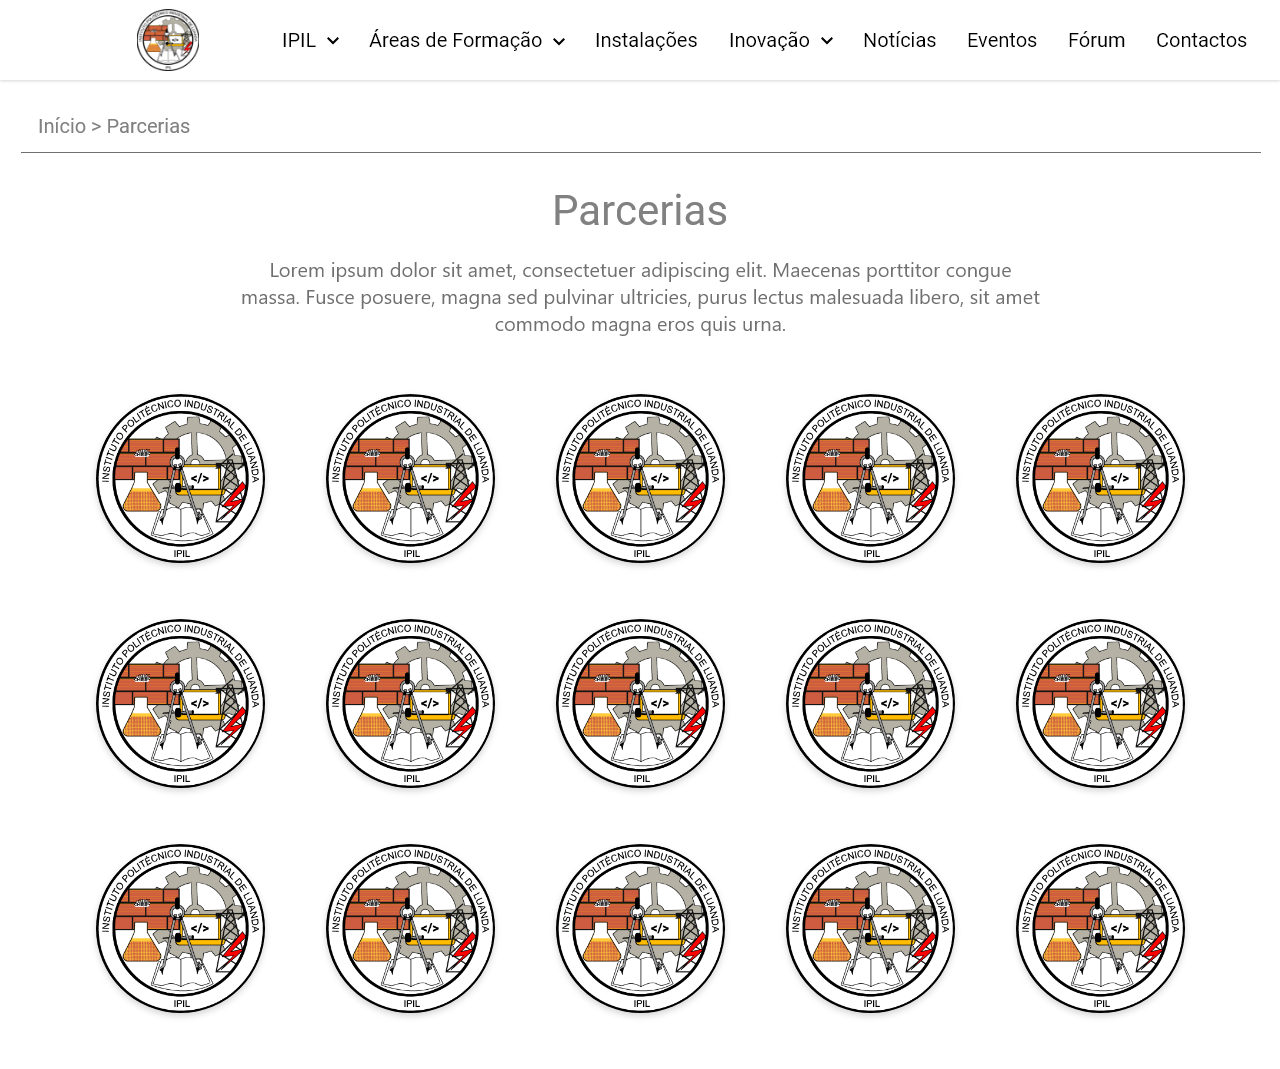 IPIL Áreas de Formação Instalações Inovação Notícias Eventos Fórum Contactos
Início > Parcerias
Parcerias
Lorem ipsum dolor sit amet, consectetuer adipiscing elit. Maecenas porttitor congue
massa. Fusce posuere, magna sed pulvinar ultricies, purus lectus malesuada libero, sit amet
commodo magna eros quis urna.
INSTITUTO POLITÉCNICO INDUSTRIAL DE LUANDA
</>
IPIL
INSTITUTO POLITÉCNICO INDUSTRIAL DE LUANDA
</>
IPIL
INSTITUTO POLITÉCNICO INDUSTRIAL DE LUANDA
</>
IPIL
INSTITUTO POLITÉCNICO INDUSTRIAL DE LUANDA
</>
IPIL
INSTITUTO POLITÉCNICO INDUSTRIAL DE LUANDA
</>
IPIL
INSTITUTO POLITÉCNICO INDUSTRIAL DE LUANDA
</>
IPIL
INSTITUTO POLITÉCNICO INDUSTRIAL DE LUANDA
</>
IPIL
INSTITUTO POLITÉCNICO INDUSTRIAL DE LUANDA
</>
IPIL
INSTITUTO POLITÉCNICO INDUSTRIAL DE LUANDA
</>
IPIL
INSTITUTO POLITÉCNICO INDUSTRIAL DE LUANDA
</>
IPIL
INSTITUTO POLITÉCNICO INDUSTRIAL DE LUANDA
</>
IPIL
INSTITUTO POLITÉCNICO INDUSTRIAL DE LUANDA
</>
IPIL
INSTITUTO POLITÉCNICO INDUSTRIAL DE LUANDA
</>
IPIL
INSTITUTO POLITÉCNICO INDUSTRIAL DE LUANDA
</>
IPIL
INSTITUTO POLITÉCNICO INDUSTRIAL DE LUANDA
</>
IPIL